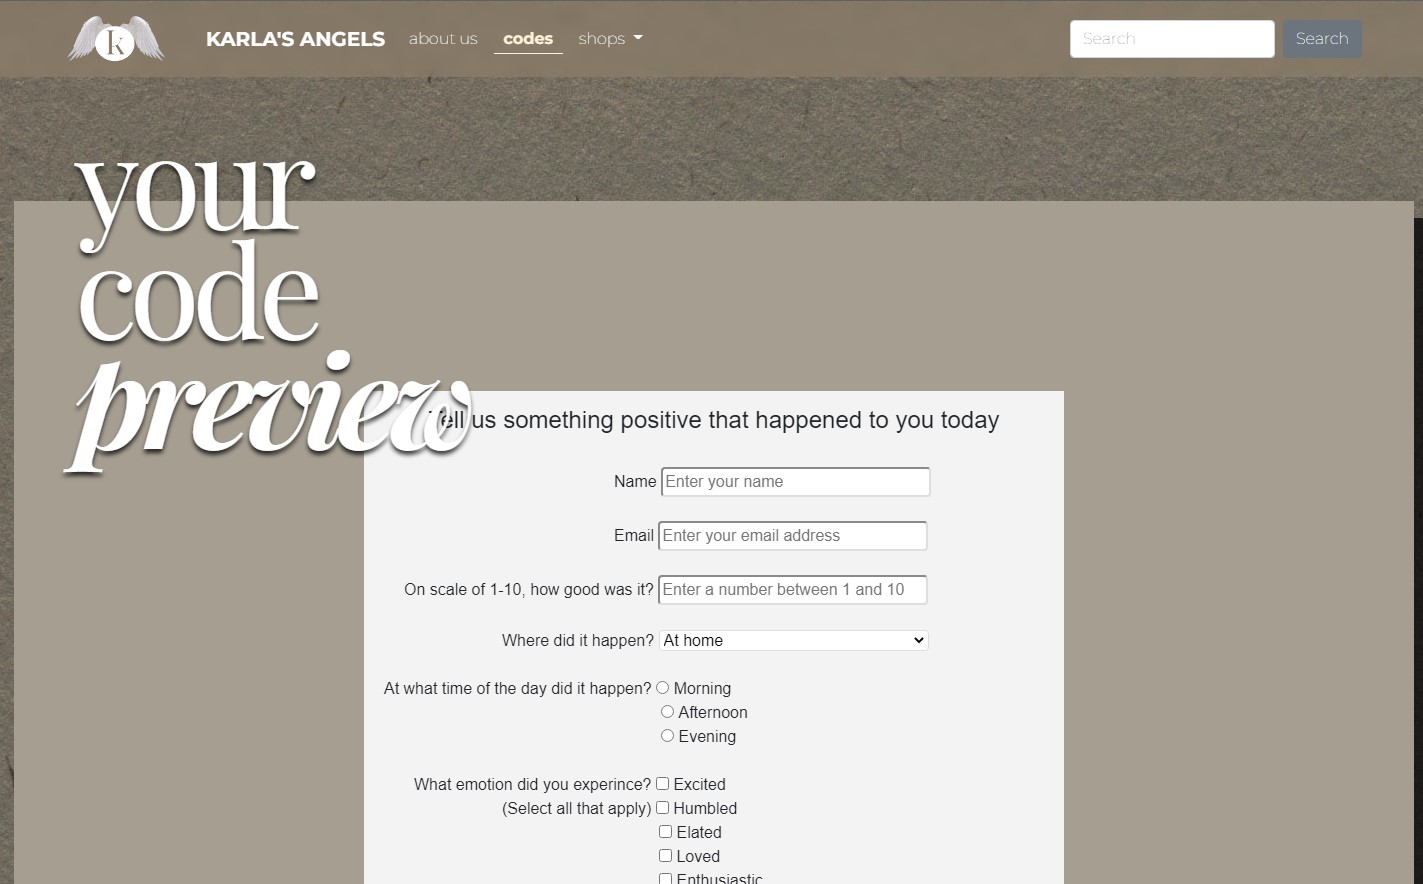 k KARLA'S ANGELS about us codes shops Search Search
your
code
preview
Tell us something positive that happened to you today
Name Enter your name
Email Enter your email address
On scale of 1-10, how good was it? Enter a number between 1 and 10
Where did it happen? At home
At what time of the day did it happen? Morning
Afternoon
Evening
What emotion did you experince? Excited
(Select all that apply) Humbled
Elated
Loved
Enthusiastic